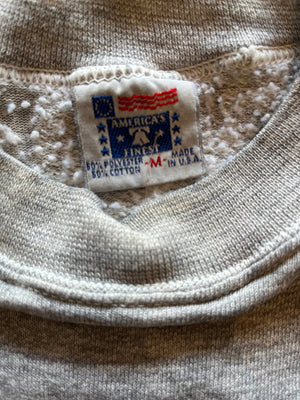 AMERICA'S
FINEST
50% POLYESTER
50% COTTON
-M-
MADE
IN U.S.A.